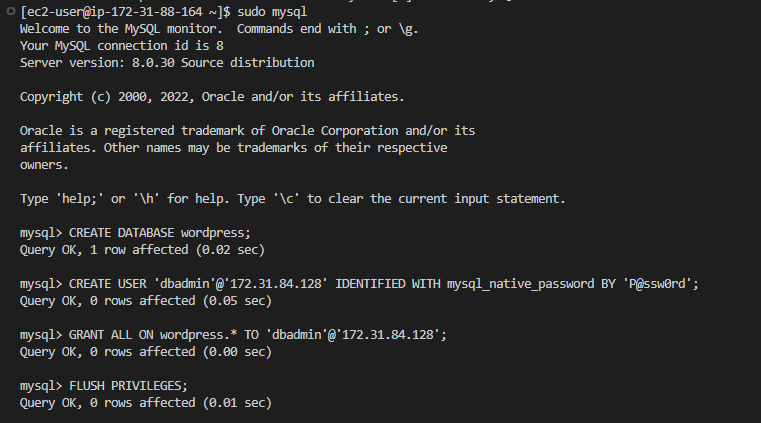 [ec2-user@ip-172-31-88-164 ~]$ sudo mysql
Welcome to the MySQL monitor.  Commands end with ; or \g.
Your MySQL connection id is 8
Server version: 8.0.30 Source distribution

Copyright (c) 2000, 2022, Oracle and/or its affiliates.

Oracle is a registered trademark of Oracle Corporation and/or its
affiliates. Other names may be trademarks of their respective
owners.

Type 'help;' or '\h' for help. Type '\c' to clear the current input statement.

mysql> CREATE DATABASE wordpress;
Query OK, 1 row affected (0.02 sec)

mysql> CREATE USER 'dbadmin'@'172.31.84.128' IDENTIFIED WITH mysql_native_password BY 'P@ssw0rd';
Query OK, 0 rows affected (0.05 sec)

mysql> GRANT ALL ON wordpress.* TO 'dbadmin'@'172.31.84.128';
Query OK, 0 rows affected (0.00 sec)

mysql> FLUSH PRIVILEGES;
Query OK, 0 rows affected (0.01 sec)